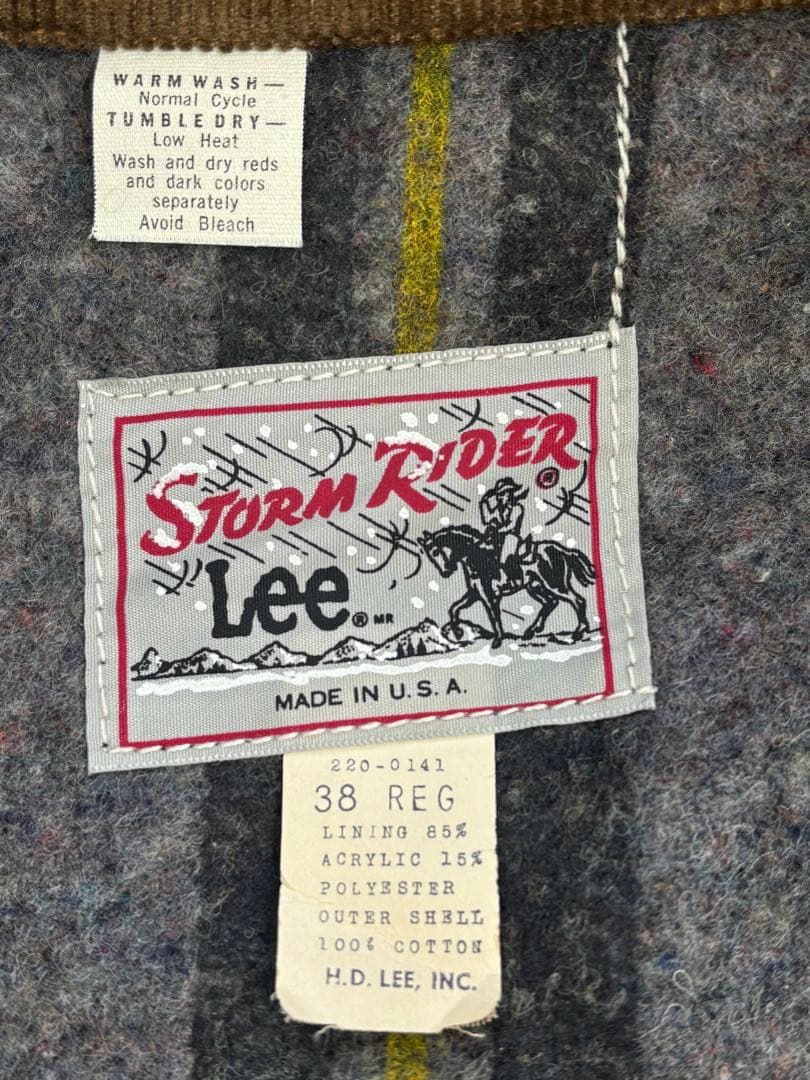 WARM WASH—
Normal Cycle
TUMBLE DRY—
Low Heat
Wash and dry reds
and dark colors
separately
Avoid Bleach
STORM RIDER ®
Lee ® MR
MADE IN U.S.A.
220-0141
38 REG
LINING 85%
ACRYLIC 15%
POLYESTER
OUTER SHELL
100% COTTON
H.D. LEE, INC.